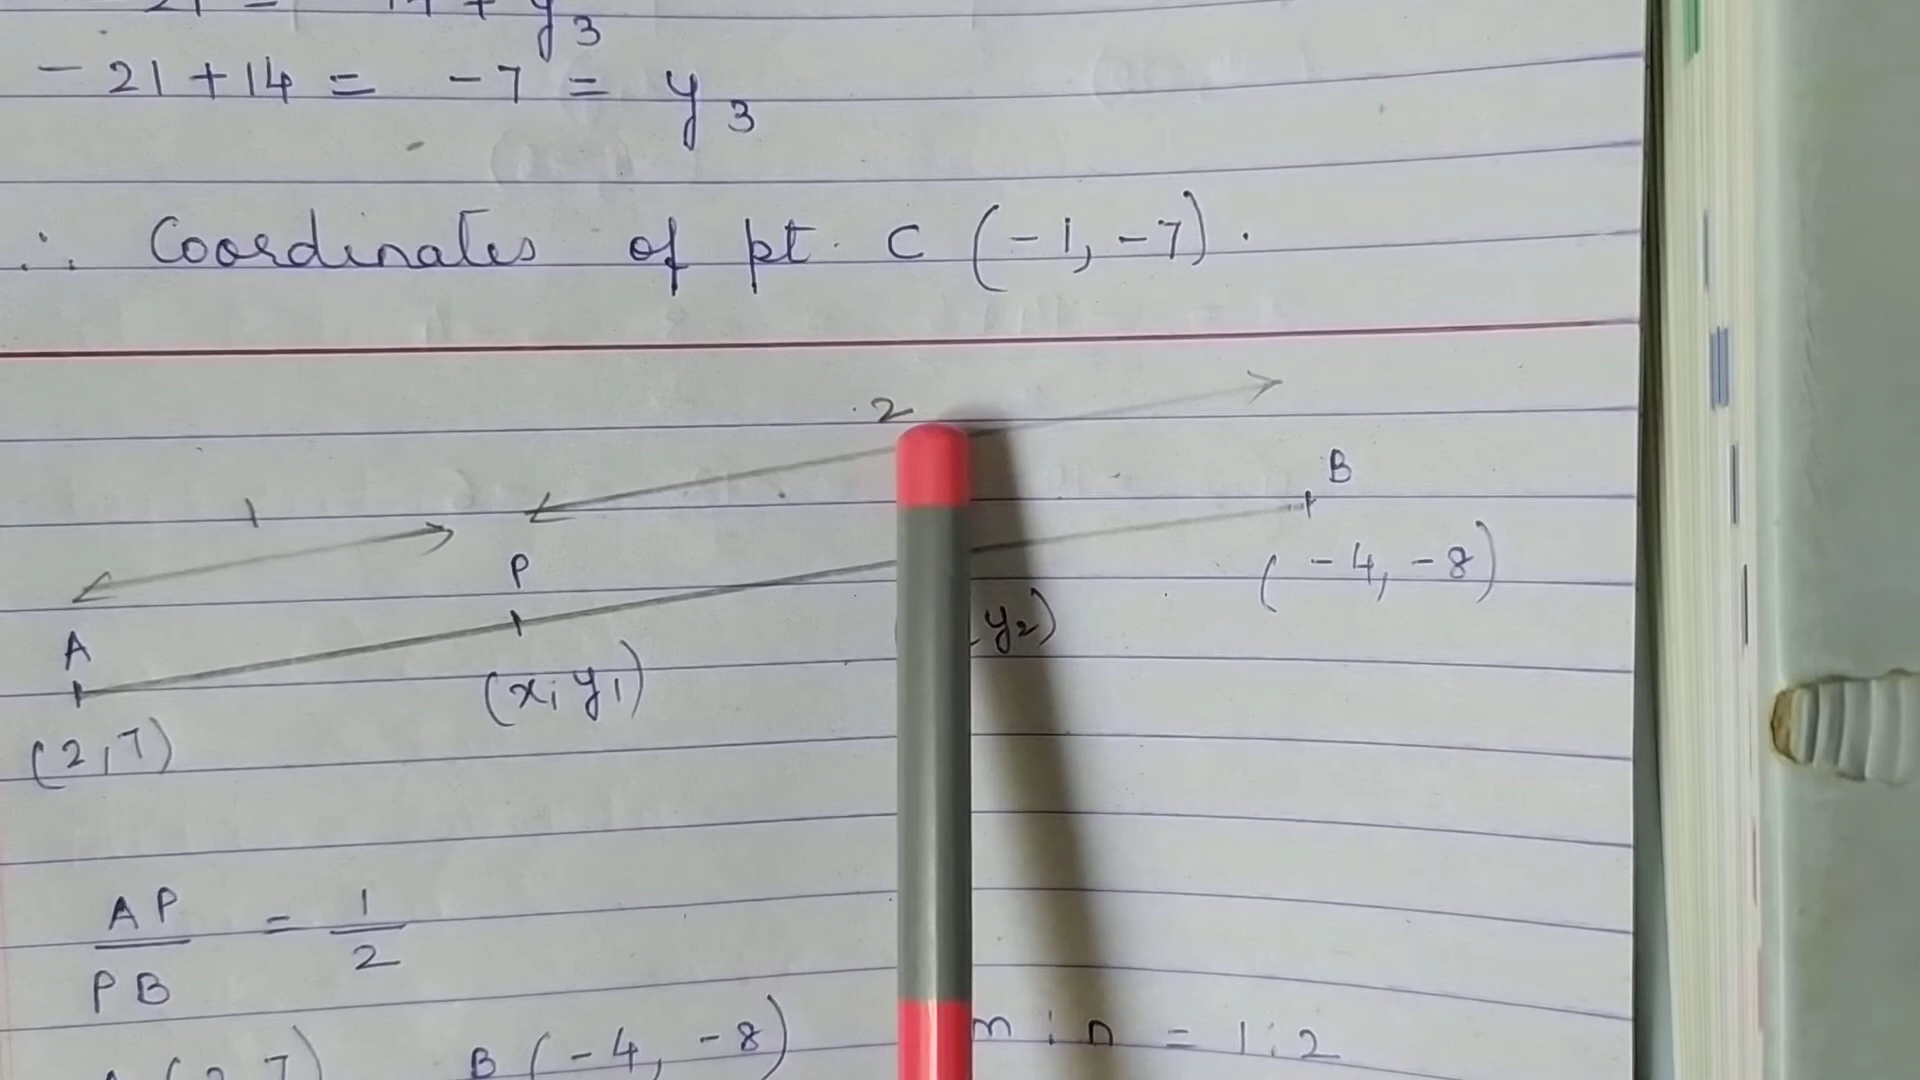 - 21 + 14 = - 7 = y3
∴ Coordinates of pt. C (-1, -7).
2
B
1
P
(-4, -8)
A
y2)
(x1 y1)
(2,7)
AP/PB = 1/2
B (-4, -8) m : n = 1:2